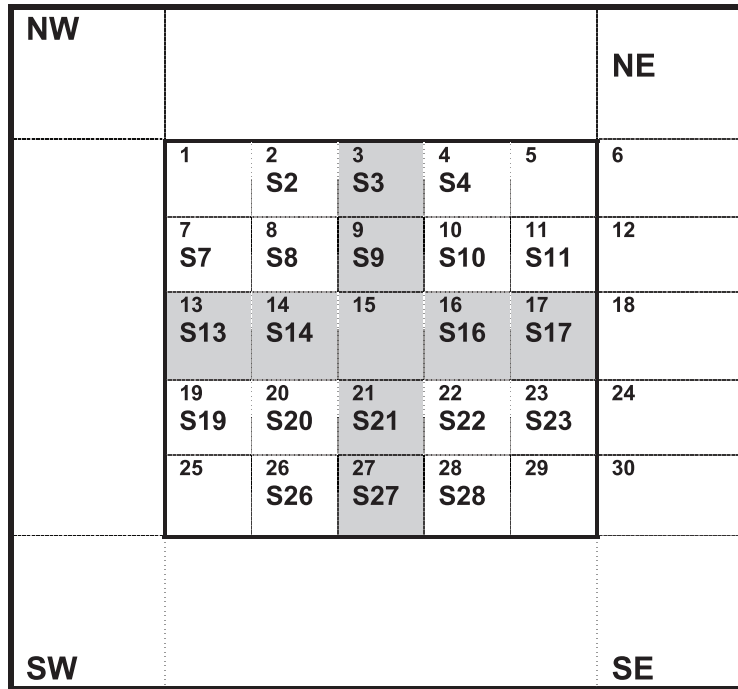 NW
NE
1 2 3 4 5 6
S2 S3 S4
7 8 9 10 11 12
S7 S8 S9 S10 S11
13 14 15 16 17 18
S13 S14 S16 S17
19 20 21 22 23 24
S19 S20 S21 S22 S23
25 26 27 28 29 30
S26 S27 S28
SW SE